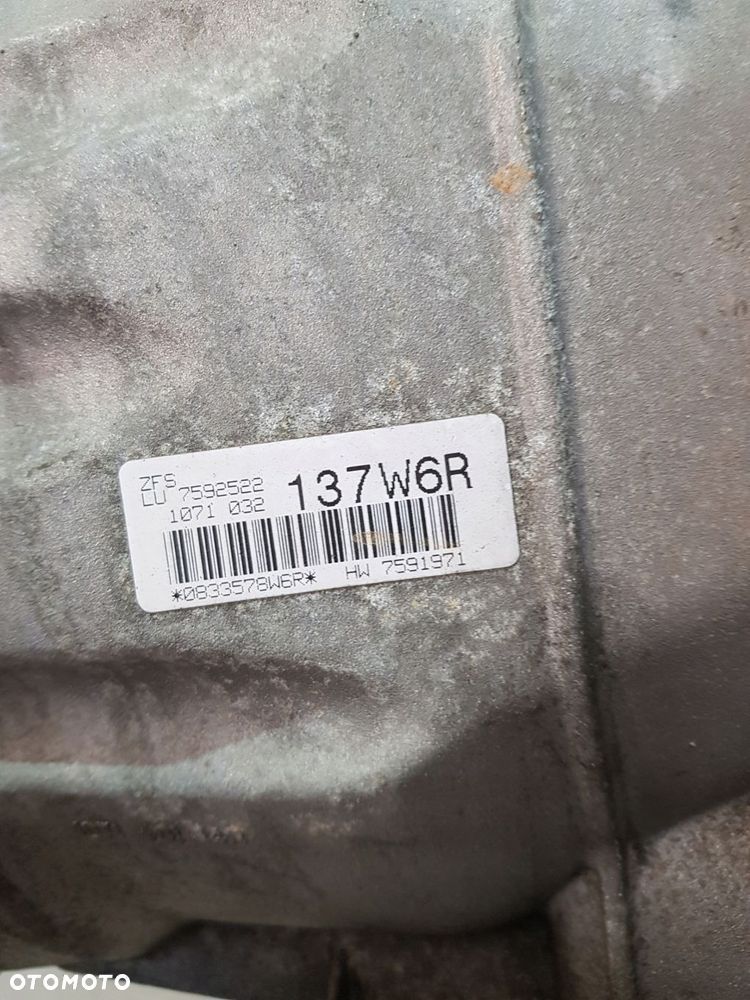 ZFS
LU 7592522
1071 032
137W6R
*0833578W6R* HW 7591971
OTOMOTO